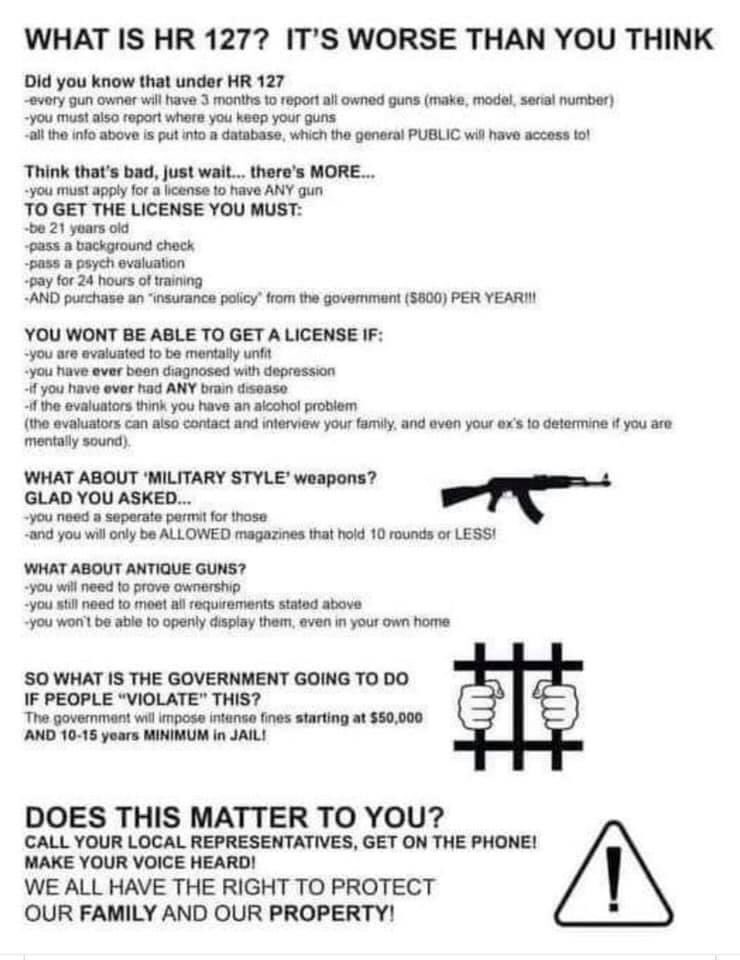 WHAT IS HR 127? IT'S WORSE THAN YOU THINK
Did you know that under HR 127
-every gun owner will have 3 months to report all owned guns (make, model, serial number)
-you must also report where you keep your guns
-all the info above is put into a database, which the general PUBLIC will have access to!
Think that's bad, just wait... there's MORE...
-you must apply for a license to have ANY gun
TO GET THE LICENSE YOU MUST:
-be 21 years old
-pass a background check
-pass a psych evaluation
-pay for 24 hours of training
-AND purchase an "insurance policy" from the government ($800) PER YEAR!!!
YOU WONT BE ABLE TO GET A LICENSE IF:
-you are evaluated to be mentally unfit
-you have ever been diagnosed with depression
-if you have ever had ANY brain disease
-if the evaluators think you have an alcohol problem
(the evaluators can also contact and interview your family, and even your ex's to determine if you are
mentally sound).
WHAT ABOUT 'MILITARY STYLE' weapons?
GLAD YOU ASKED...
-you need a seperate permit for those
-and you will only be ALLOWED magazines that hold 10 rounds or LESS!
WHAT ABOUT ANTIQUE GUNS?
-you will need to prove ownership
-you still need to meet all requirements stated above
-you won't be able to openly display them, even in your own home
SO WHAT IS THE GOVERNMENT GOING TO DO
IF PEOPLE "VIOLATE" THIS?
The government will impose intense fines starting at $50,000
AND 10-15 years MINIMUM in JAIL!
DOES THIS MATTER TO YOU?
CALL YOUR LOCAL REPRESENTATIVES, GET ON THE PHONE!
MAKE YOUR VOICE HEARD!
WE ALL HAVE THE RIGHT TO PROTECT
OUR FAMILY AND OUR PROPERTY!